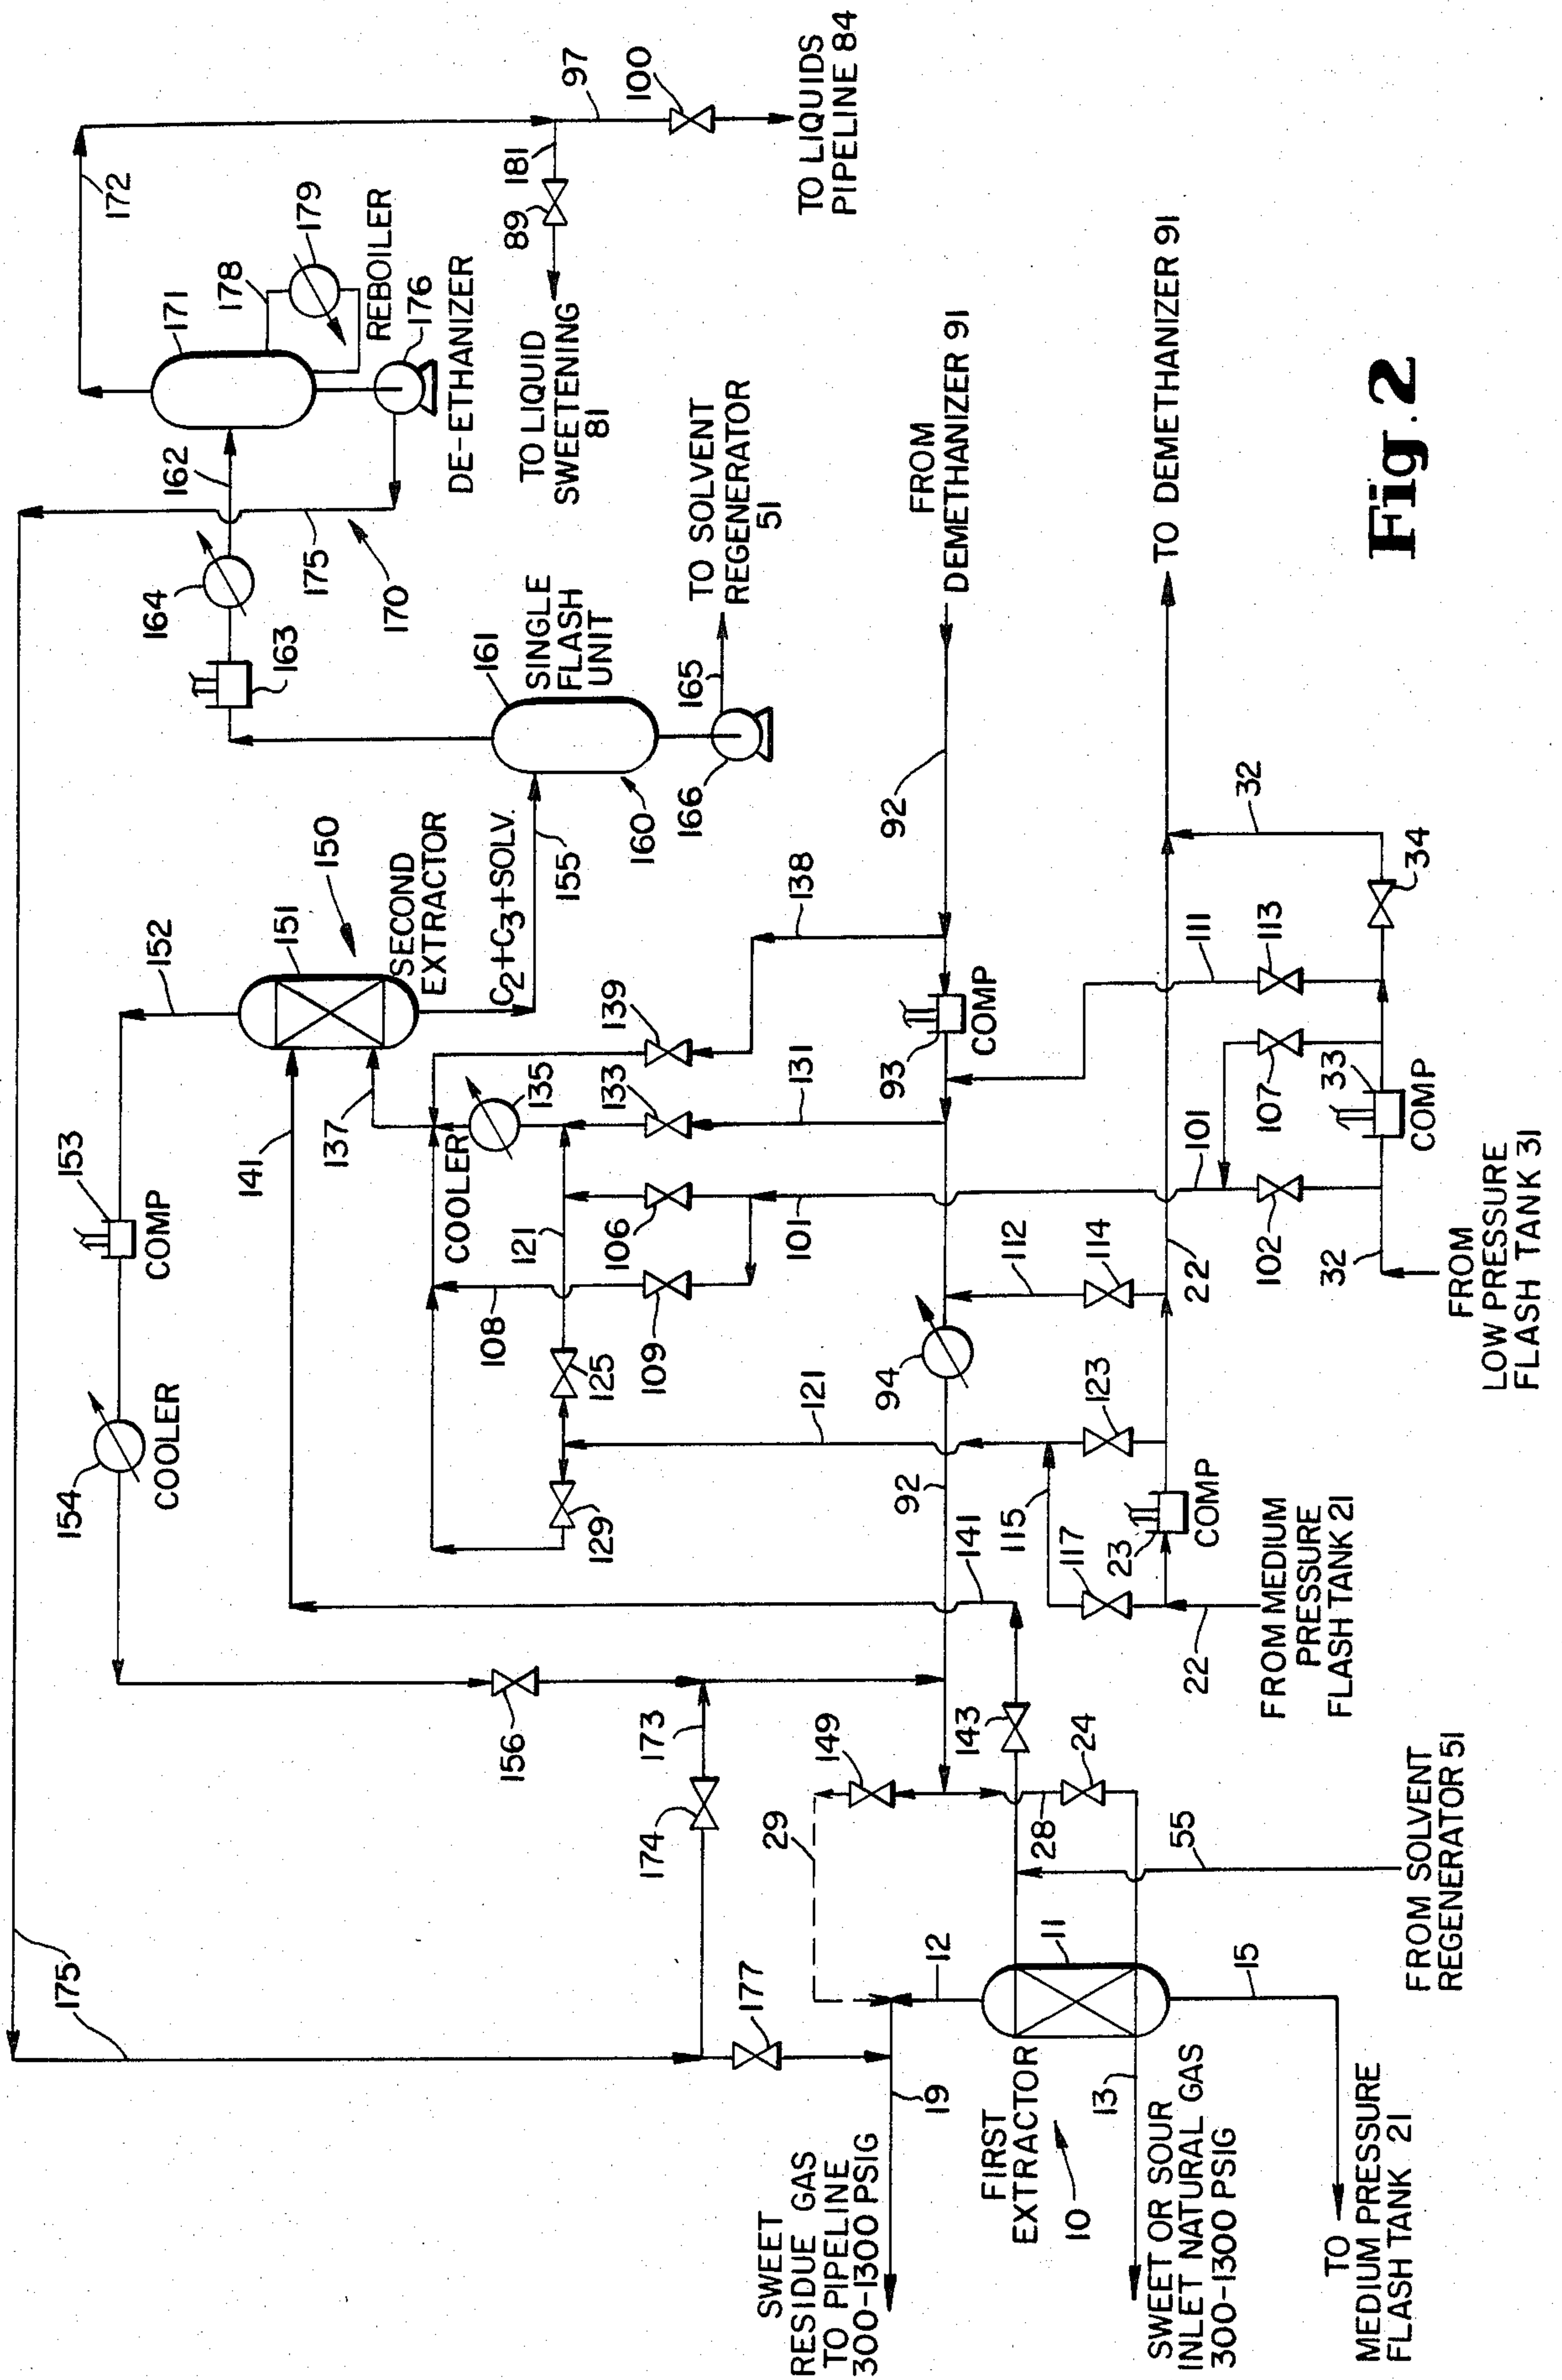 175
172
152
153
COMP
154
COOLER
162
164
163
171
178
179
REBOILER
176
DE-ETHANIZER
175
170
97
100
181
89
TO LIQUIDS
PIPELINE 84
TO LIQUID
SWEETENING
81
141
137
151
150
SECOND
EXTRACTOR
C2+C3+SOLV.
155
161
SINGLE
FLASH
UNIT
160
166
165
TO SOLVENT
REGENERATOR
51
156
173
174
175
177
129
125
121
108
109
106
101
COOLER
135
133
131
139
138
121
92
94
93
COMP
92
FROM
DEMETHANIZER 91
149
29
143
141
28
24
12
11
19
SWEET
RESIDUE GAS
TO PIPELINE
300-1300 PSIG
FIRST
EXTRACTOR
10
13
SWEET OR SOUR
INLET NATURAL GAS
300-1300 PSIG
15
TO
MEDIUM PRESSURE
FLASH TANK 21
55
FROM SOLVENT
REGENERATOR 51
115
117
23
COMP
123
22
FROM MEDIUM
PRESSURE
FLASH TANK 21
112
114
22
101
102
107
111
113
32
33
COMP
34
32
FROM
LOW PRESSURE
FLASH TANK 31
TO DEMETHANIZER 91
Fig. 2